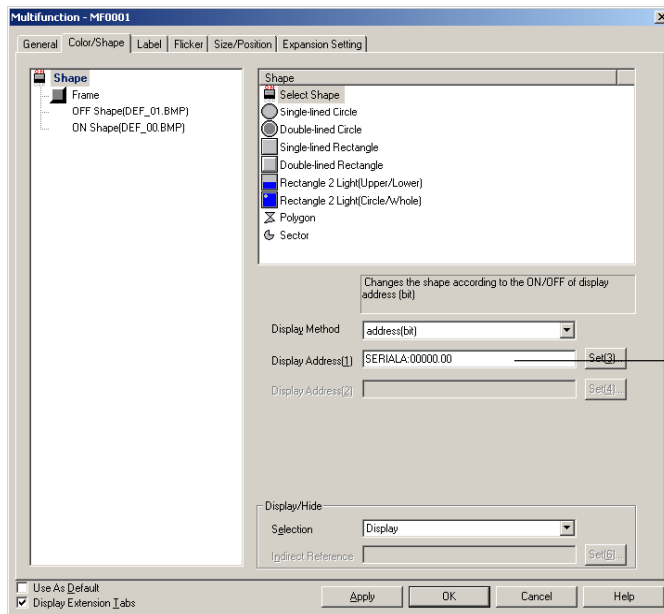 Multifunction - MF0001
General Color/Shape Label Flicker Size/Position Expansion Setting
Shape
Frame
OFF Shape(DEF_01.BMP)
ON Shape(DEF_00.BMP)
Shape
Select Shape
Single-lined Circle
Double-lined Circle
Single-lined Rectangle
Double-lined Rectangle
Rectangle 2 Light(Upper/Lower)
Rectangle 2 Light(Circle/Whole)
Polygon
Sector
Changes the shape according to the ON/OFF of display
address (bit)
Display Method address(bit)
Display Address(1) SERIALA:00000.00 Set(3)...
Display Address(2) Set(4)...
Display/Hide
Selection Display
Indirect Reference Set(6)...
Use As Default
Display Extension Tabs
Apply OK Cancel Help